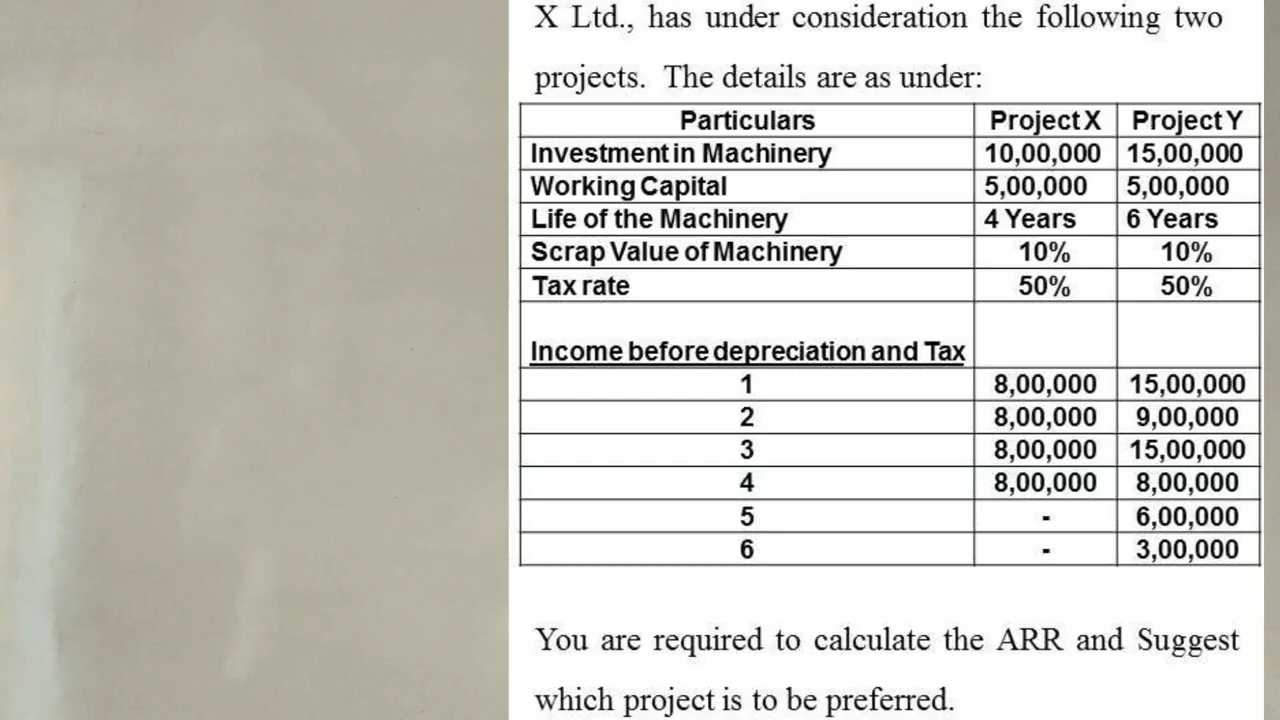 X Ltd., has under consideration the following two
projects. The details are as under:
Particulars Project X Project Y
Investment in Machinery 10,00,000 15,00,000
Working Capital 5,00,000 5,00,000
Life of the Machinery 4 Years 6 Years
Scrap Value of Machinery 10% 10%
Tax rate 50% 50%
Income before depreciation and Tax
1 8,00,000 15,00,000
2 8,00,000 9,00,000
3 8,00,000 15,00,000
4 8,00,000 8,00,000
5 - 6,00,000
6 - 3,00,000
You are required to calculate the ARR and Suggest
which project is to be preferred.